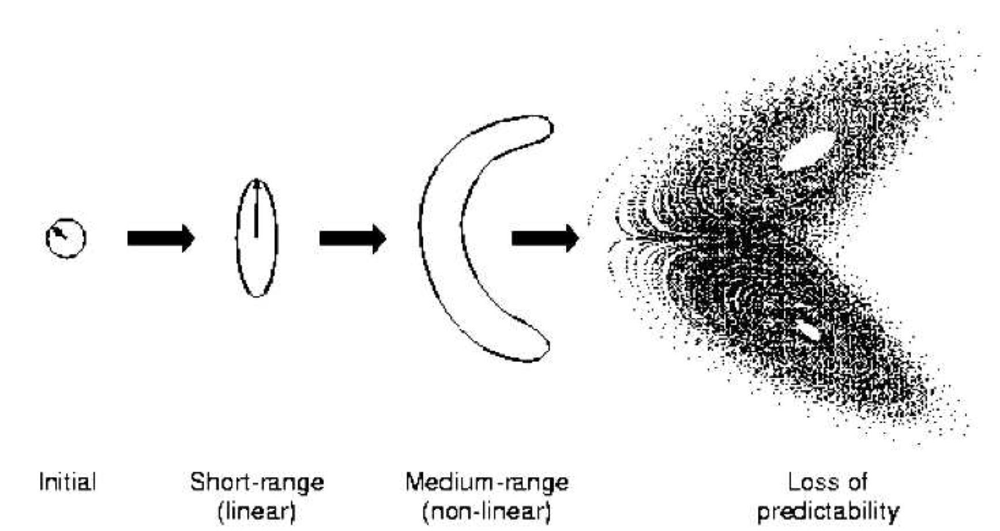 Initial
Short-range
(linear)
Medium-range
(non-linear)
Loss of
predictability